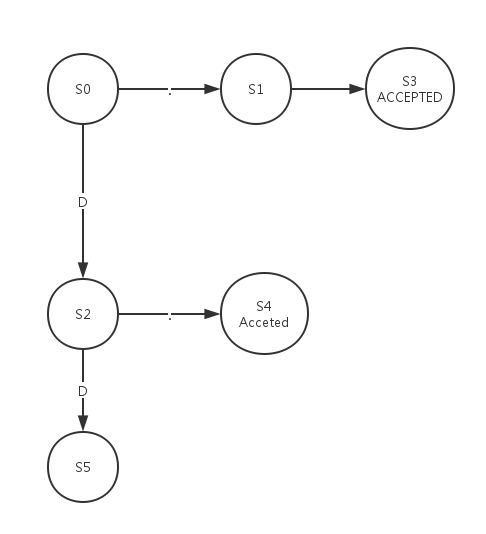 S0
.
S1
S3
ACCEPTED
D
S2
.
S4
Acceted
D
S5